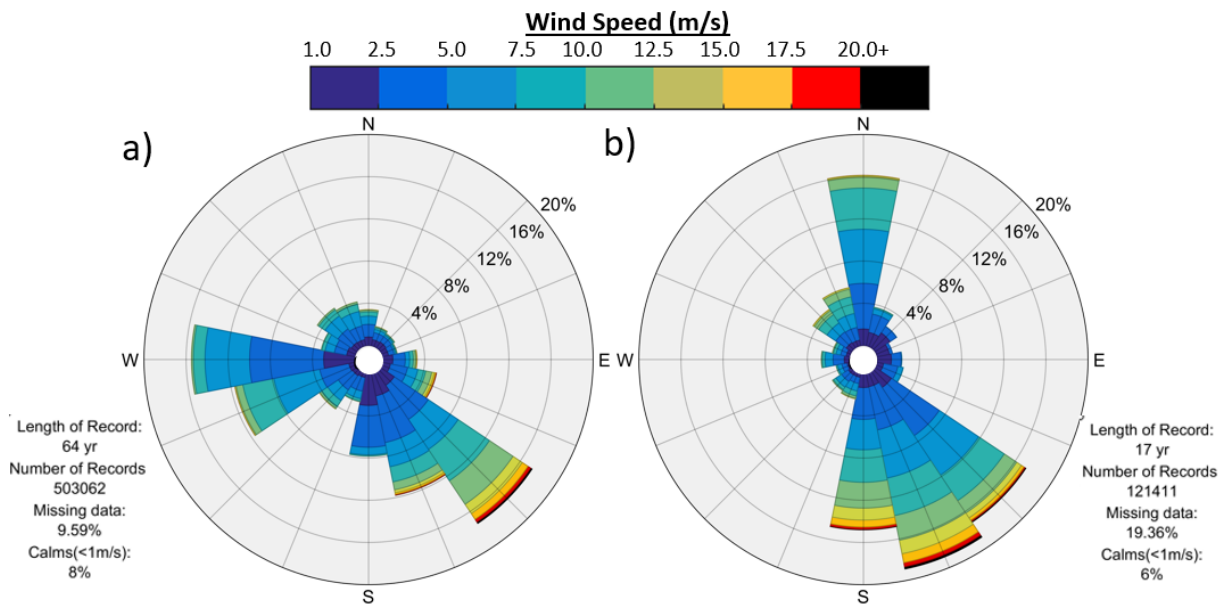 Wind Speed (m/s)
1.0 2.5 5.0 7.5 10.0 12.5 15.0 17.5 20.0+
a)
N
20%
16%
12%
8%
4%
W
E
S
Length of Record:
64 yr
Number of Records
503062
Missing data:
9.59%
Calms(<1m/s):
8%
b)
N
20%
16%
12%
8%
4%
W
E
S
Length of Record:
17 yr
Number of Records
121411
Missing data:
19.36%
Calms(<1m/s):
6%